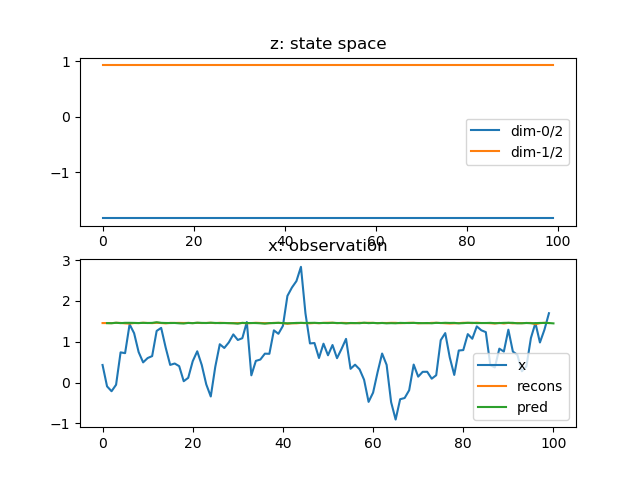 z: state space
1
0
−1
dim-0/2
dim-1/2
0 20 40 60 80 100
x: observation
3
2
1
0
−1
x
recons
pred
0 20 40 60 80 100